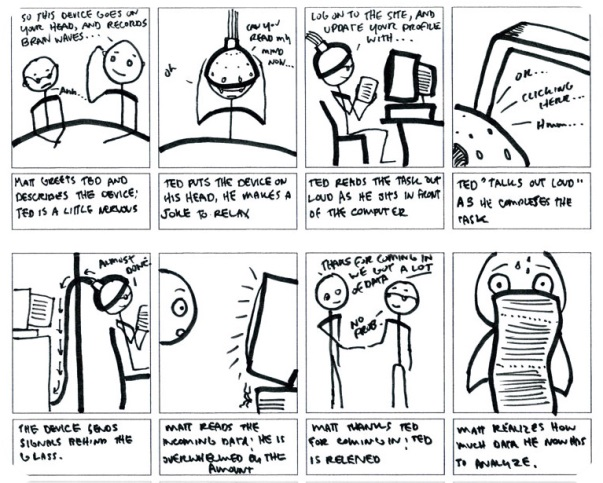 SO THIS DEVICE GOES ON
YOUR HEAD, AND RECORDS
BRAIN WAVES...
Ahh...
MATT GREETS TED AND
DESCRIBES THE DEVICE;
TED IS A LITTLE NERVOUS
OK
CAN YOU
READ MY
MIND
NOW...
TED PUTS THE DEVICE ON
HIS HEAD, HE MAKES A
JOKE TO RELAX
LOG ON TO THE SITE, AND
UPDATE YOUR PROFILE
WITH...
TED READS THE TASK OUT
LOUD AS HE SITS IN FRONT
OF THE COMPUTER
OK...
CLICKING
HERE...
Hmm...
TED "TALKS OUT LOUD"
AS HE COMPLETES THE
TASK
ALMOST
DONE.
THE DEVICE SENDS
SIGNALS BEHIND THE
GLASS.
MATT READS THE
INCOMING DATA! HE IS
OVERWHELMED BY THE
AMOUNT
THANKS FOR COMING IN
WE GOT A LOT
OF DATA
NO
PROB.
MATT THANKS TED
FOR COMING IN; TED
IS RELIEVED
MATT REALIZES HOW
MUCH DATA HE NOW HAS
TO ANALYZE.